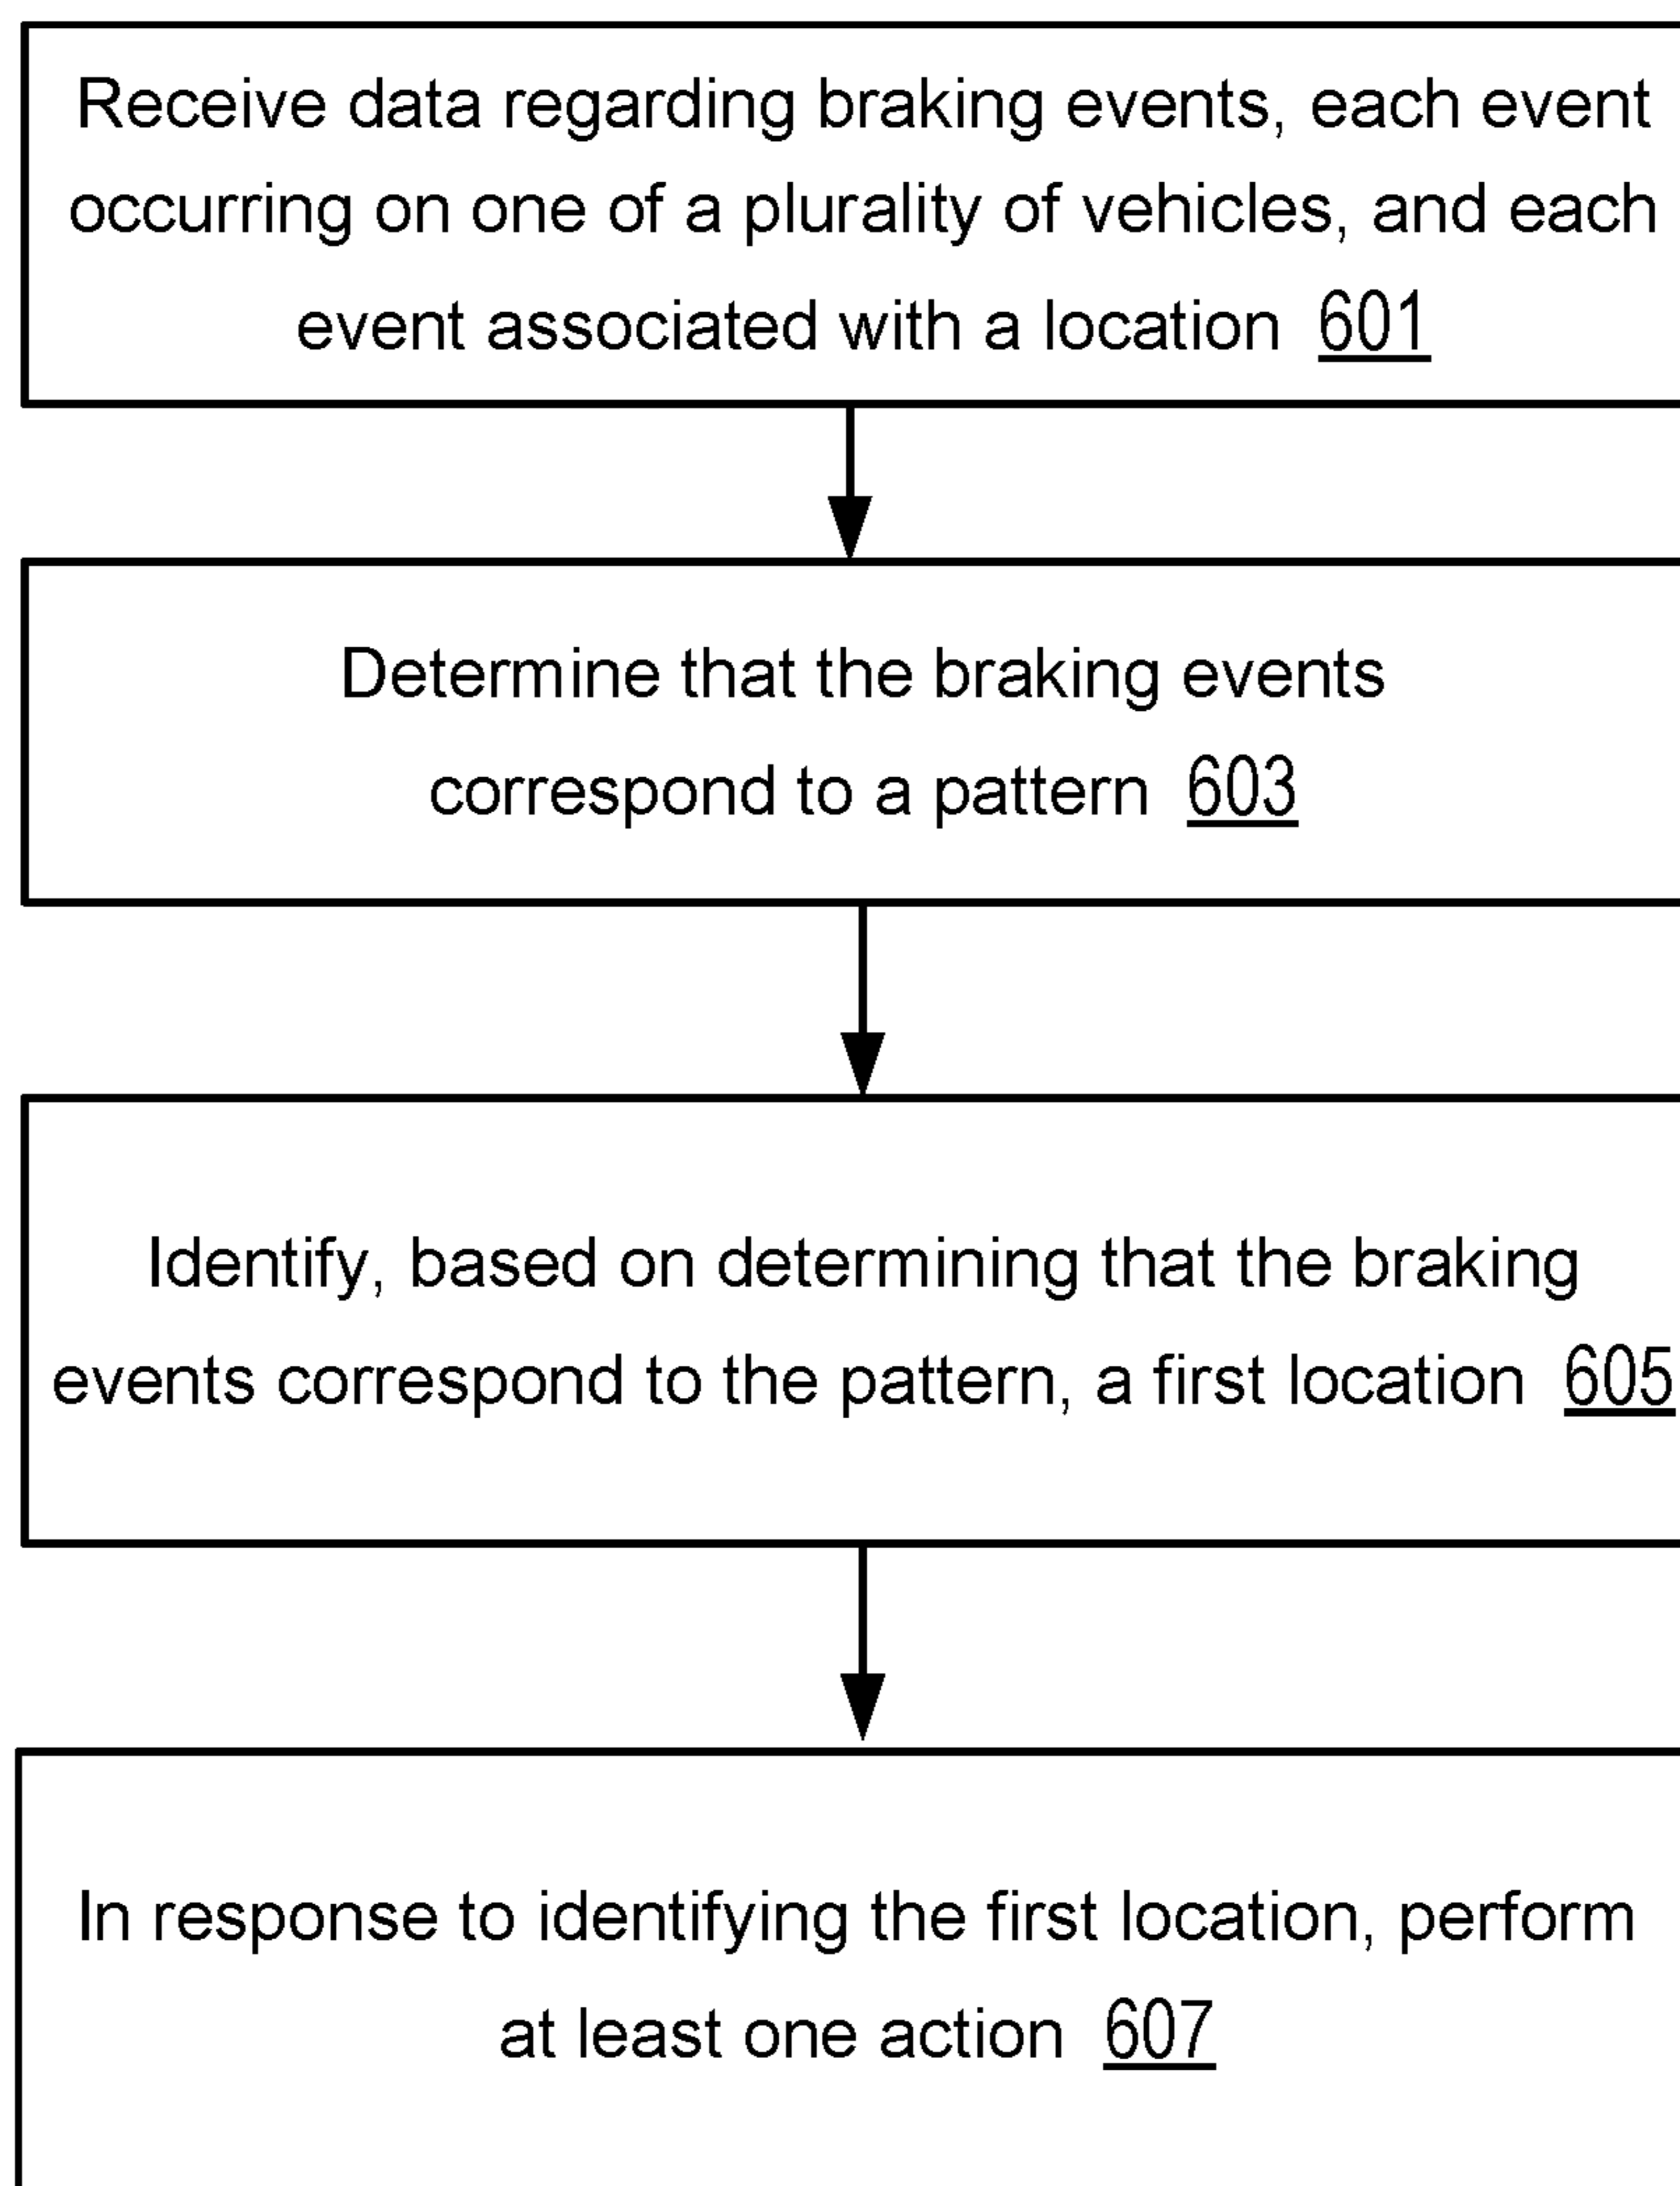 Receive data regarding braking events, each event
occurring on one of a plurality of vehicles, and each
event associated with a location 601
Determine that the braking events
correspond to a pattern 603
Identify, based on determining that the braking
events correspond to the pattern, a first location 605
In response to identifying the first location, perform
at least one action 607